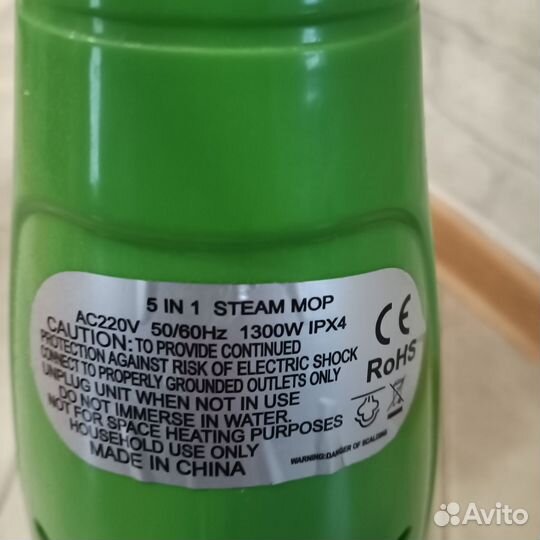 5 IN 1 STEAM MOP
AC220V 50/60Hz 1300W IPX4
CAUTION: TO PROVIDE CONTINUED
PROTECTION AGAINST RISK OF ELECTRIC SHOCK
CONNECT TO PROPERLY GROUNDED OUTLETS ONLY
UNPLUG UNIT WHEN NOT IN USE
DO NOT IMMERSE IN WATER.
NOT FOR SPACE HEATING PURPOSES
HOUSEHOLD USE ONLY
MADE IN CHINA
CE
RoHS
WARNING:DANGER OF SCALDING
Avito